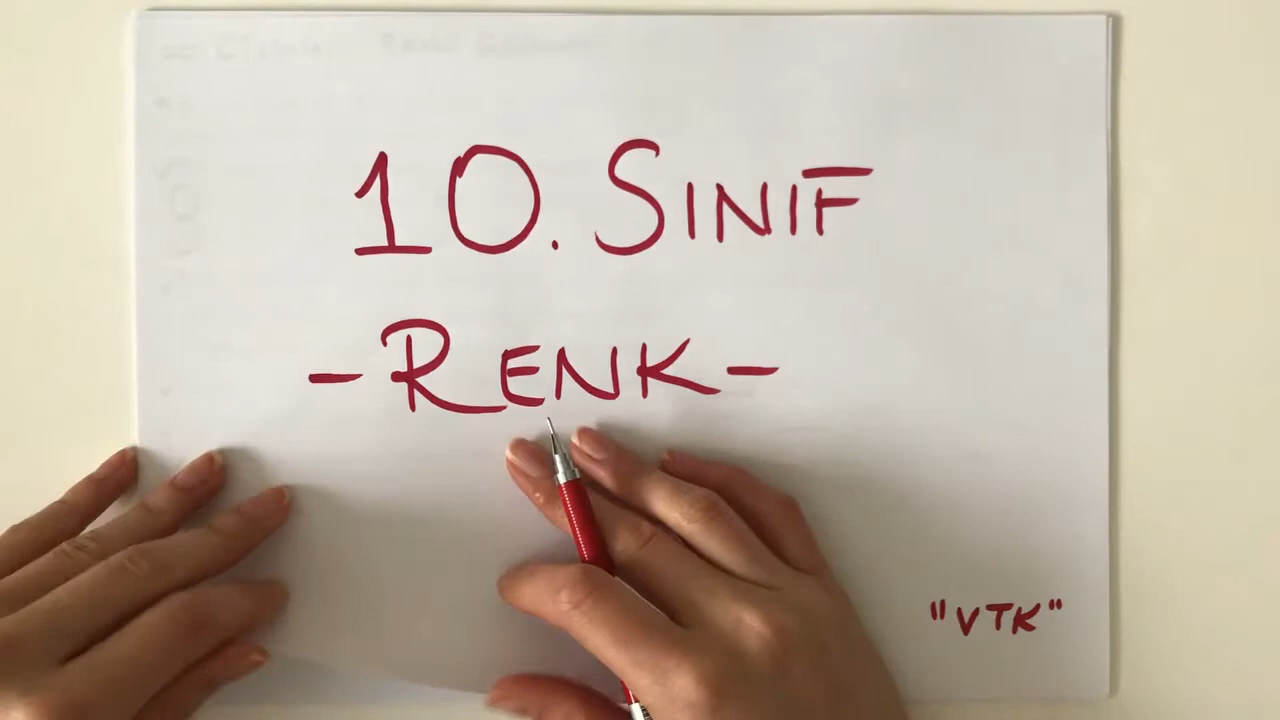 10. SINIF
- RENK -
"VTK"